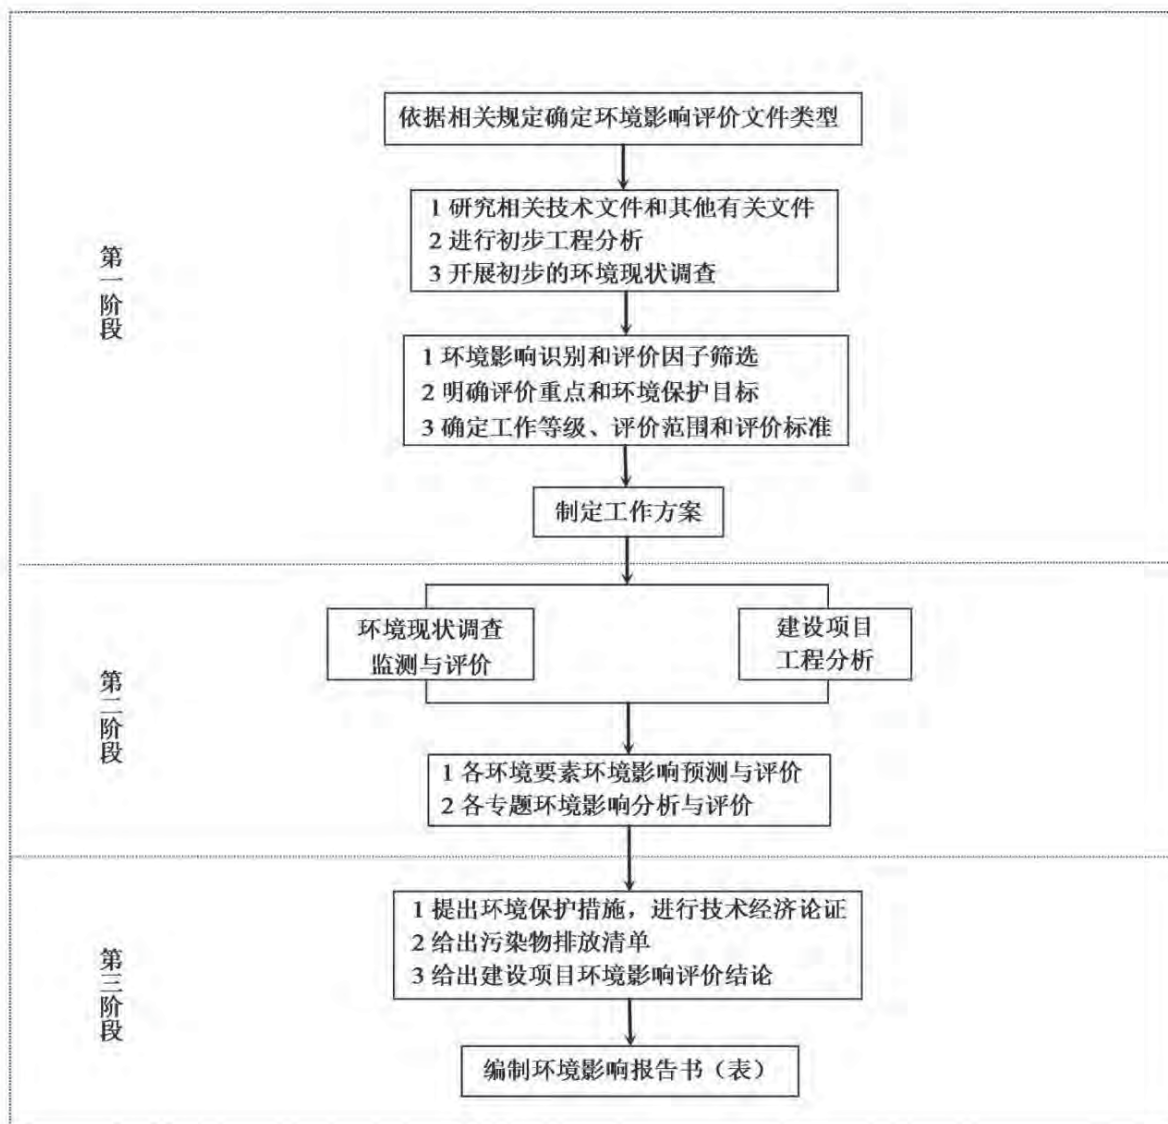 依据相关规定确定环境影响评价文件类型
第一阶段
1 研究相关技术文件和其他有关文件
2 进行初步工程分析
3 开展初步的环境现状调查
1 环境影响识别和评价因子筛选
2 明确评价重点和环境保护目标
3 确定工作等级、评价范围和评价标准
制定工作方案
第二阶段
环境现状调查
监测与评价
建设项目
工程分析
1 各环境要素环境影响预测与评价
2 各专题环境影响分析与评价
第三阶段
1 提出环境保护措施，进行技术经济论证
2 给出污染物排放清单
3 给出建设项目环境影响评价结论
编制环境影响报告书（表）